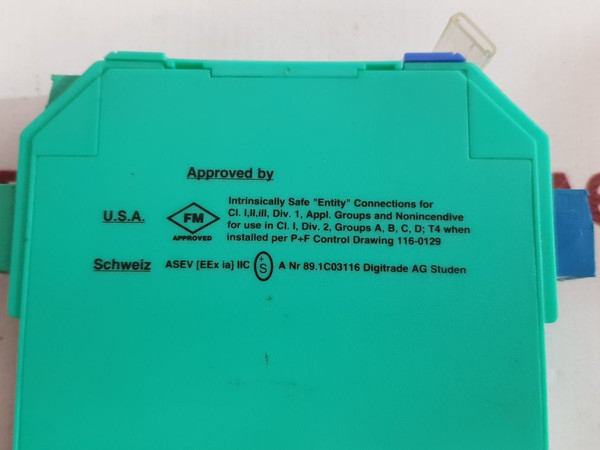 Approved by
U.S.A.
FM
APPROVED
Intrinsically Safe "Entity" Connections for
Cl. I,II,III, Div. 1, Appl. Groups and Nonincendive
for use in Cl. I, Div. 2, Groups A, B, C, D; T4 when
installed per P+F Control Drawing 116-0129
Schweiz ASEV [EEx ia] IIC +S A Nr 89.1C03116 Digitrade AG Studen